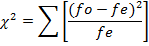 χ² = ∑ [(fo − fe)² / fe]